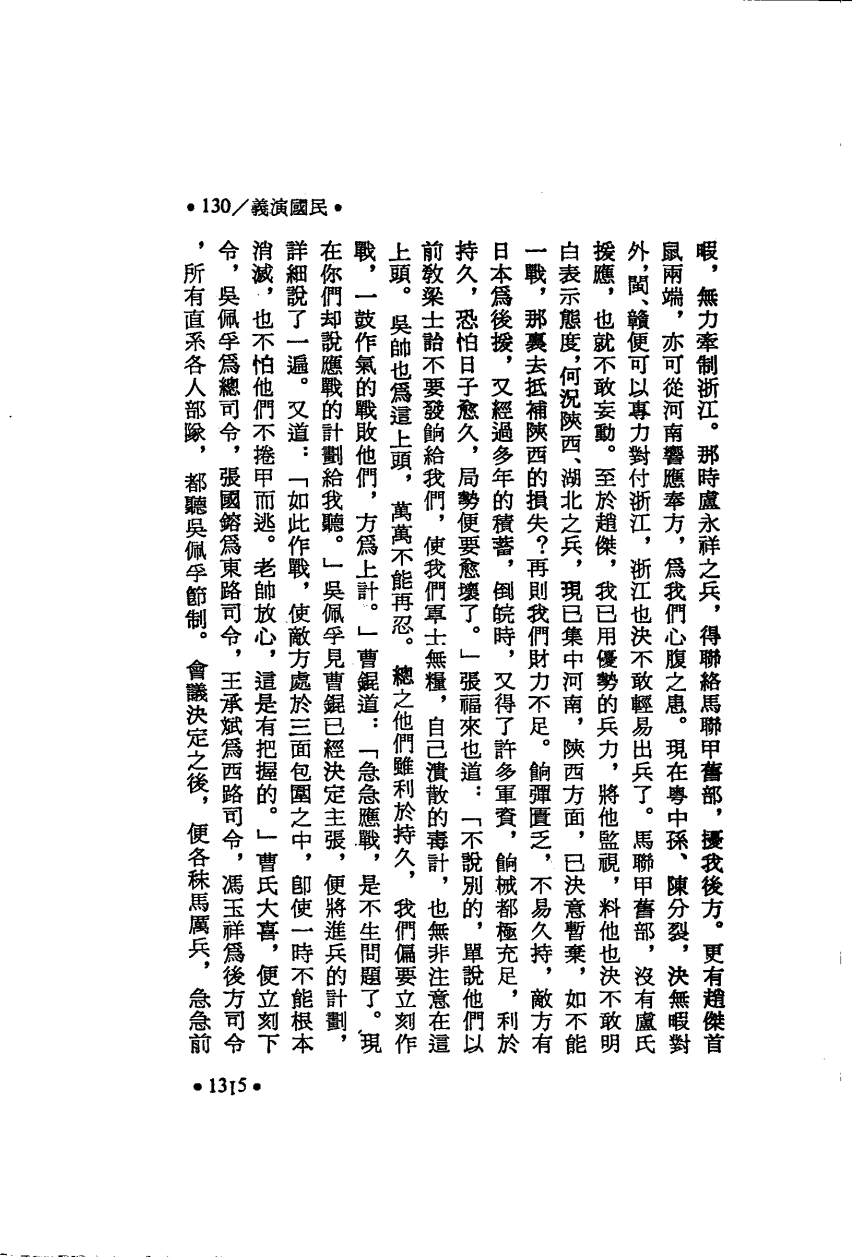 •130／義演國民•
暇，無力牽制浙江。那時盧永祥之兵，得聯絡馬聯甲舊部，擾我後方。更有趙傑首
鼠兩端，亦可從河南響應奉方，爲我們心腹之患。現在粵中孫、陳分裂，決無暇對
外，閩、贛便可以專力對付浙江，浙江也決不敢輕易出兵了。馬聯甲舊部，沒有盧氏
援應，也就不敢妄動。至於趙傑，我已用優勢的兵力，將他監視，料他也決不敢明
白表示態度，何況陝西、湖北之兵，現已集中河南，陝西方面，已決意暫棄，如不能
一戰，那裏去抵補陝西的損失？再則我們財力不足。餉彈匱乏，不易久持，敵方有
日本爲後援，又經過多年的積蓄，倒皖時，又得了許多軍資，餉械都極充足，利於
持久，恐怕日子愈久，局勢便要愈壞了。」張福來也道：「不說別的，單說他們以
前教梁士詒不要發餉給我們，使我們軍士無糧，自己潰散的毒計，也無非注意在這
上頭。吳帥也爲這上頭，萬萬不能再忍。總之他們雖利於持久，我們偏要立刻作
戰，一鼓作氣的戰敗他們，方爲上計。」曹錕道：「急急應戰，是不生問題了。現
在你們却說應戰的計劃給我聽。」吳佩孚見曹錕已經決定主張，便將進兵的計劃，
詳細說了一遍。又道：「如此作戰，使敵方處於三面包圍之中，卽使一時不能根本
消滅，也不怕他們不捲甲而逃。老帥放心，這是有把握的。」曹氏大喜，便立刻下
令，吳佩孚爲總司令，張國鎔爲東路司令，王承斌爲西路司令，馮玉祥爲後方司令
，所有直系各人部隊，都聽吳佩孚節制。會議決定之後，便各秣馬厲兵，急急前
•1315•